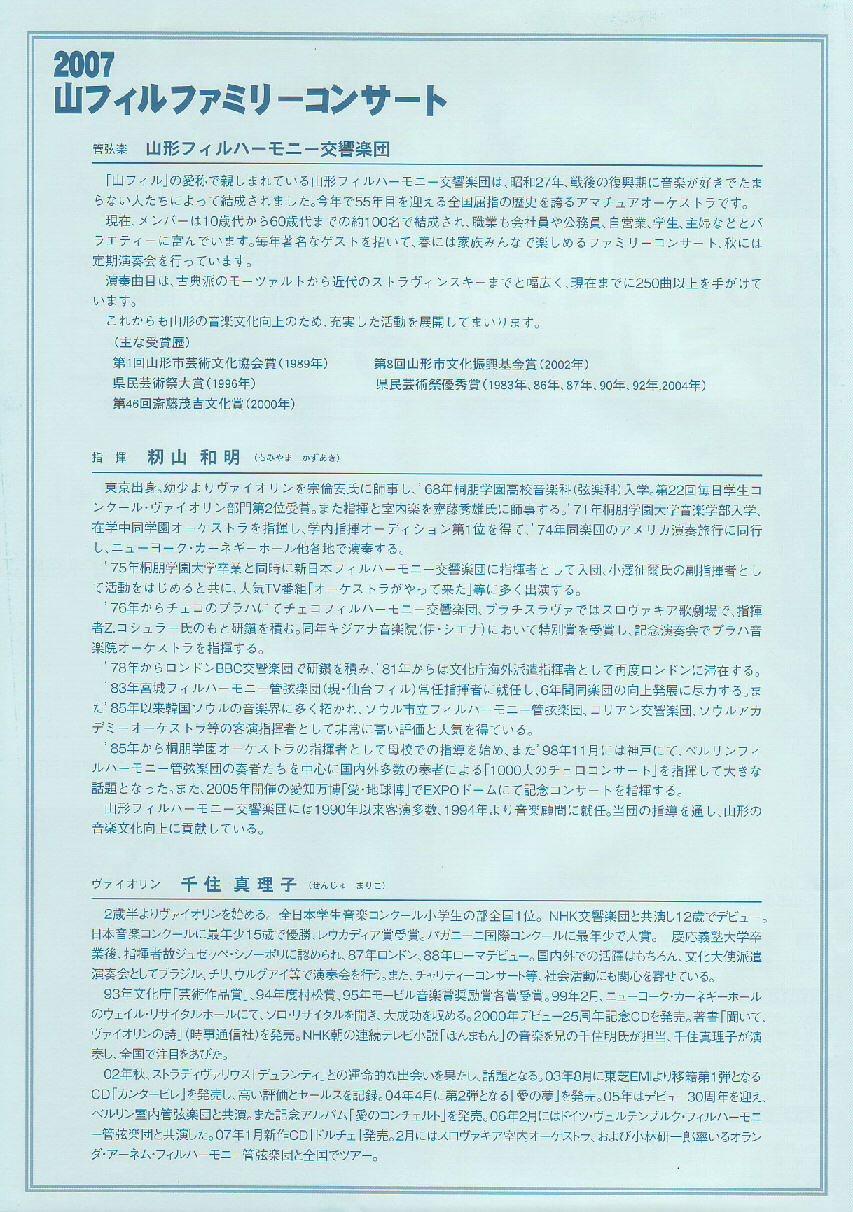 2007
山フィルファミリーコンサート
管弦楽 山形フィルハーモニー交響楽団
「山フィル」の愛称で親しまれている山形フィルハーモニー交響楽団は、昭和27年、戦後の復興期に音楽が好きでたま
らない人たちによって結成されました。今年で55年目を迎える全国屈指の歴史を誇るアマチュアオーケストラです。
現在、メンバーは10歳代から60歳代までの約100名で結成され、職業も会社員や公務員、自営業、学生、主婦などとバ
ラエティーに富んでいます。毎年著名なゲストを招いて、春には家族みんなで楽しめるファミリーコンサート、秋には
定期演奏会を行っています。
演奏曲目は、古典派のモーツァルトから近代のストラヴィンスキーまでと幅広く、現在までに250曲以上を手がけて
います。
これからも山形の音楽文化向上のため、充実した活動を展開してまいります。
(主な受賞歴)
第1回山形市芸術文化協会賞(1989年) 第8回山形市文化振興基金賞(2002年)
県民芸術祭大賞(1996年) 県民芸術祭優秀賞(1983年、86年、87年、90年、92年、2004年)
第46回斎藤茂吉文化賞(2000年)
指 揮 籾山 和明 (もみやま かずあき)
東京出身。幼少よりヴァイオリンを宗倫安氏に師事し、'68年桐朋学園高校音楽科(弦楽科)入学。第22回毎日学生コ
ンクール・ヴァイオリン部門第2位受賞。また指揮と室内楽を齋藤秀雄氏に師事する。'71年桐朋学園大学音楽学部入学、
在学中同学園オーケストラを指揮し、学内指揮オーディション第1位を得て、'74年同楽団のアメリカ演奏旅行に同行
し、ニューヨーク・カーネギーホール他各地で演奏する。
'75年桐朋学園大学卒業と同時に新日本フィルハーモニー交響楽団に指揮者として入団、小澤征爾氏の副指揮者とし
て活動をはじめると共に、人気TV番組「オーケストラがやって来た」等に多く出演する。
'76年からチェコのプラハにてチェコフィルハーモニー交響楽団、ブラチスラヴァではスロヴァキア歌劇場で、指揮
者Z.コシュラー氏のもと研鑽を積む。同年キジアナ音楽院(伊・シエナ)において特別賞を受賞し、記念演奏会でプラハ音
楽院オーケストラを指揮する。
'78年からロンドンBBC交響楽団で研鑽を積み、'81年からは文化庁海外派遣指揮者として再度ロンドンに滞在する。
'83年宮城フィルハーモニー管弦楽団(現・仙台フィル)常任指揮者に就任し、6年間同楽団の向上発展に尽力する。ま
た'85年以来韓国ソウルの音楽界に多く招かれ、ソウル市立フィルハーモニー管弦楽団、コリアン交響楽団、ソウルアカ
デミーオーケストラ等の客演指揮者として非常に高い評価と人気を得ている。
'85年から桐朋学園オーケストラの指揮者として母校での指導を始め、また'98年11月には神戸にて、ベルリンフィ
ルハーモニー管弦楽団の奏者たちを中心に国内外多数の奏者による「1000人のチェロコンサート」を指揮して大きな
話題となった。また、2005年開催の愛知万博「愛・地球博」でEXPOドームにて記念コンサートを指揮する。
山形フィルハーモニー交響楽団には1990年以来客演多数、1994年より音楽顧問に就任。当団の指導を通し、山形の
音楽文化向上に貢献している。
ヴァイオリン 千住 真理子 (せんじゅ まりこ)
2歳半よりヴァイオリンを始める。全日本学生音楽コンクール小学生の部全国1位。NHK交響楽団と共演し12歳でデビュー。
日本音楽コンクールに最年少15歳で優勝、レウカディア賞受賞。パガニーニ国際コンクールに最年少で入賞。 慶応義塾大学卒
業後、指揮者故ジュゼッペ・シノーポリに認められ、87年ロンドン、88年ローマデビュー。国内外での活躍はもちろん、文化大使派遣
演奏会としてブラジル、チリ、ウルグアイ等で演奏会を行う。また、チャリティーコンサート等、社会活動にも関心を寄せている。
93年文化庁「芸術作品賞」、94年度村松賞、95年モービル音楽賞奨励賞各賞受賞。99年2月、ニューヨーク・カーネギーホール
のウェイル・リサイタルホールにて、ソロ・リサイタルを開き、大成功を収める。2000年デビュー25周年記念CDを発売。著書「聞いて、
ヴァイオリンの詩」(時事通信社)を発売。NHK朝の連続テレビ小説「ほんまもん」の音楽を兄の千住明氏が担当、千住真理子が演
奏し、全国で注目をあびた。
02年秋、ストラディヴァリウス「デュランティ」との運命的な出会いを果たし、話題となる。03年8月に東芝EMIより移籍第1弾となる
CD「カンタービレ」を発売し、高い評価とセールスを記録。04年4月に第2弾となる「愛の夢」を発売。05年はデビュー30周年を迎え、
ベルリン室内管弦楽団と共演。また記念アルバム「愛のコンチェルト」を発売、06年2月にはドイツ・ヴュルテンブルク・フィルハーモニ
ー管弦楽団と共演した。07年1月新作CD「ドルチェ」発売。2月にはスロヴァキア室内オーケストラ、および小林研一郎率いるオラン
ダ・アーネム・フィルハーモニー管弦楽団と全国でツアー。